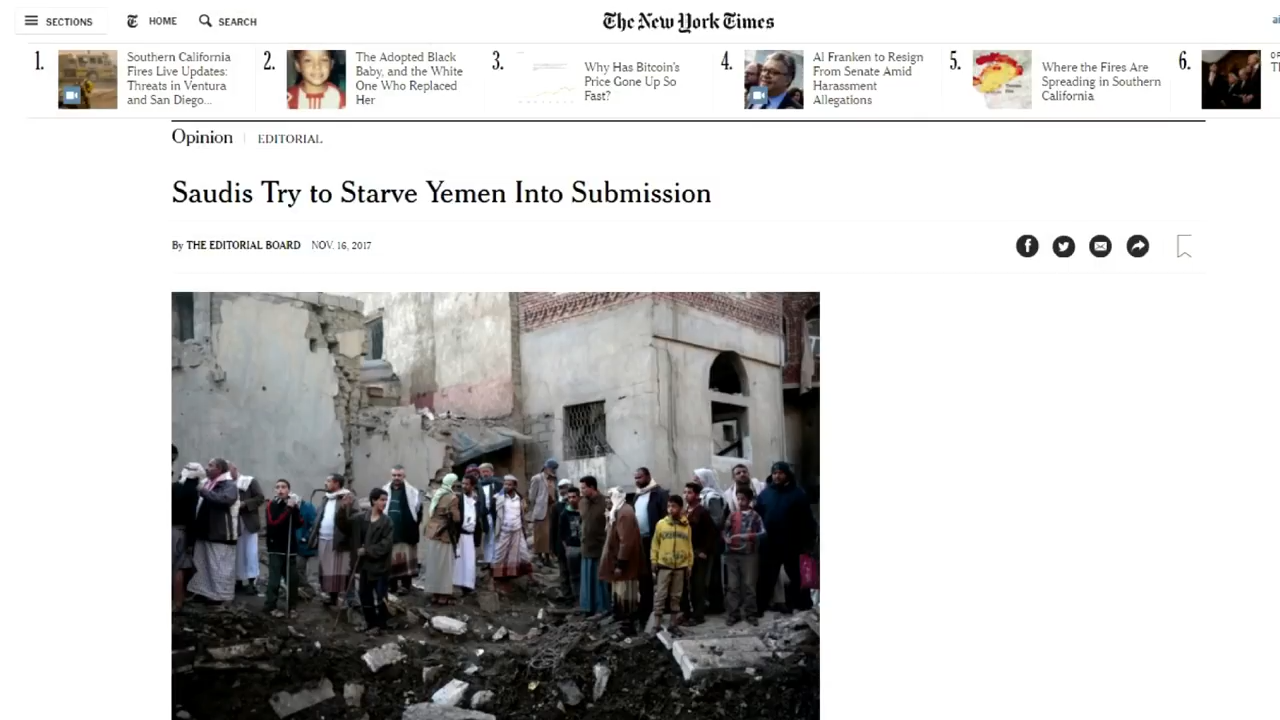 SECTIONS
HOME
SEARCH
The New York Times
1.
Southern California
Fires Live Updates:
Threats in Ventura
and San Diego...
2.
The Adopted Black
Baby, and the White
One Who Replaced
Her
3.
Why Has Bitcoin's
Price Gone Up So
Fast?
4.
Al Franken to Resign
From Senate Amid
Harassment
Allegations
5.
Where the Fires Are
Spreading in Southern
California
6.
Opinion
EDITORIAL
Saudis Try to Starve Yemen Into Submission
By THE EDITORIAL BOARD NOV. 16, 2017